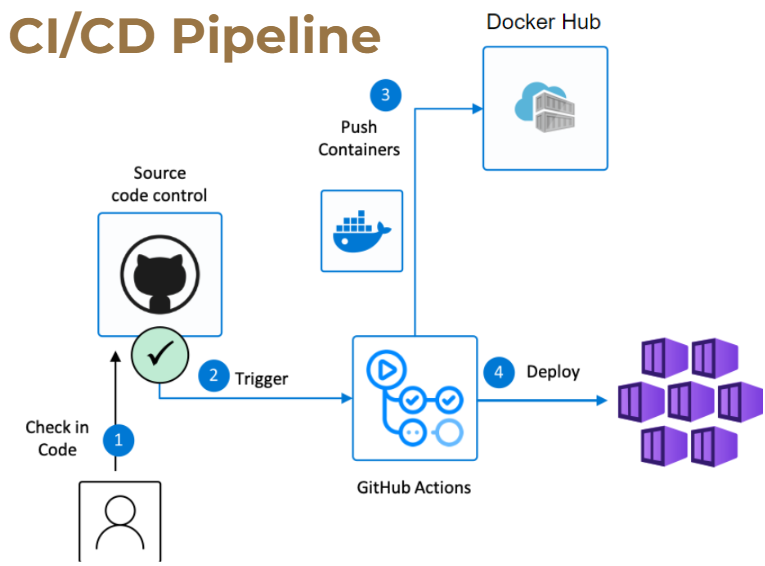 CI/CD Pipeline
Docker Hub
3
Push
Containers
Source
code control
2
Trigger
4
Deploy
Check in
Code
1
GitHub Actions